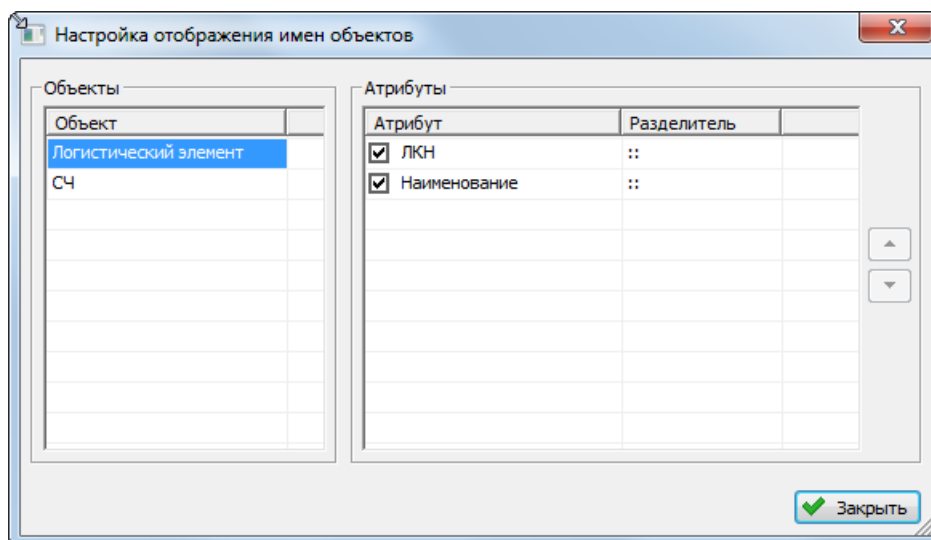 Настройка отображения имен объектов
Объекты
Объект
Логистический элемент
СЧ
Атрибуты
Атрибут Разделитель
ЛКН ::
Наименование ::
Закрыть